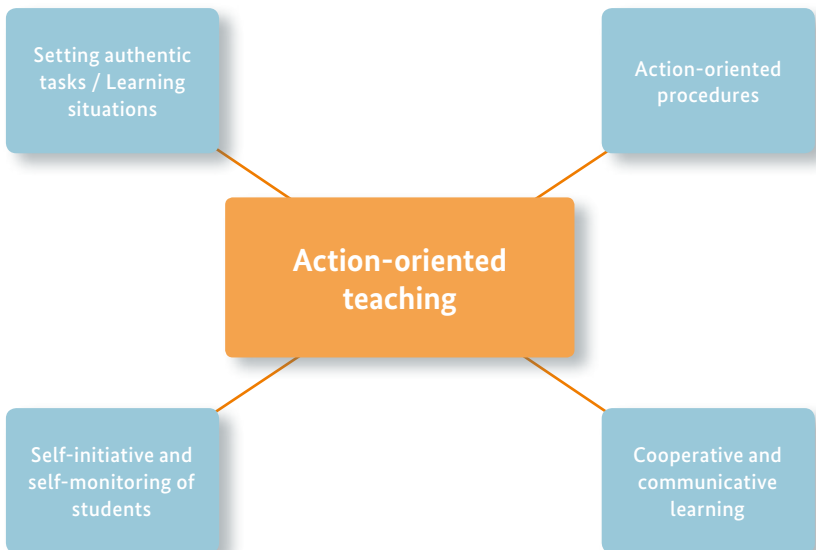 Setting authentic
tasks / Learning
situations
Action-oriented
procedures
Action-oriented
teaching
Self-initiative and
self-monitoring of
students
Cooperative and
communicative
learning